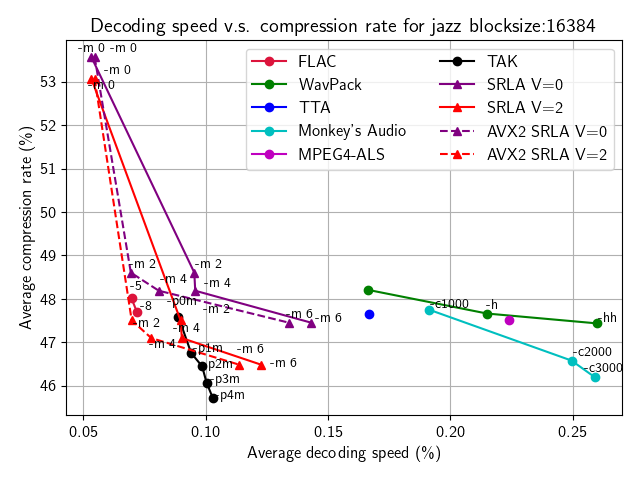 Decoding speed v.s. compression rate for jazz blocksize:16384
FLAC
WavPack
TTA
Monkey's Audio
MPEG4-ALS
TAK
SRLA V=0
SRLA V=2
AVX2 SRLA V=0
AVX2 SRLA V=2
-m 0 -m 0
-m 0
-m 0
-m 2
-m 2
-m 4
-m 4
-5
-8
-p0m
-m 2
-m 2
-m 6
-m 6
-m 4
-m 4
-p1m
-m 6
-m 6
-p2m
-p3m
-p4m
-c1000
-h
-hh
-c2000
-c3000
53
52
51
50
49
48
47
46
Average compression rate (%)
0.05
0.10
0.15
0.20
0.25
Average decoding speed (%)